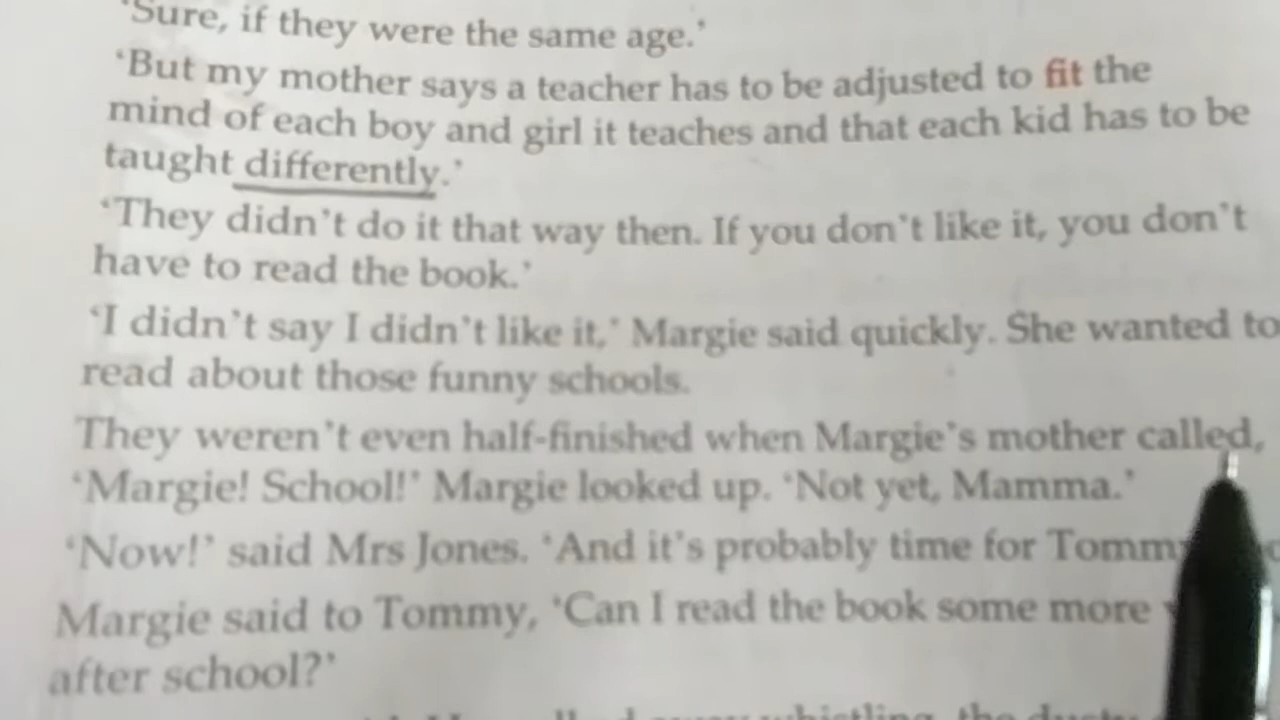 'Sure, if they were the same age.'
'But my mother says a teacher has to be adjusted to fit the
mind of each boy and girl it teaches and that each kid has to be
taught differently.'
'They didn't do it that way then. If you don't like it, you don't
have to read the book.'
'I didn't say I didn't like it,' Margie said quickly. She wanted to
read about those funny schools.
They weren't even half-finished when Margie's mother called,
'Margie! School!' Margie looked up. 'Not yet, Mamma.'
'Now!' said Mrs Jones. 'And it's probably time for Tommy
Margie said to Tommy, 'Can I read the book some more
after school?'
whistling, the dusty